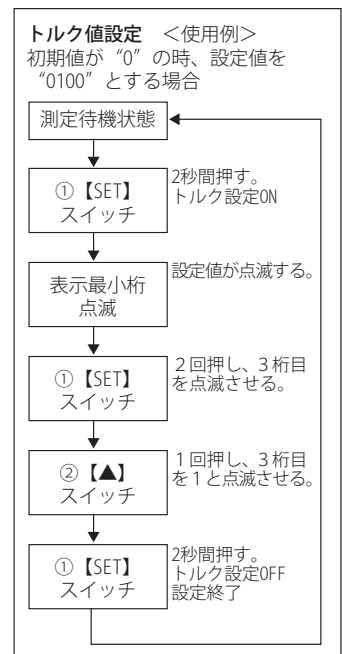 トルク値設定 <使用例>
初期値が“0”の時、設定値を
“0100”とする場合
測定待機状態
①【SET】
スイッチ
2秒間押す。
トルク設定ON
表示最小桁
点滅
設定値が点滅する。
①【SET】
スイッチ
2回押し、3桁目
を点滅させる。
②【▲】
スイッチ
1回押し、3桁目
を1と点滅させる。
①【SET】
スイッチ
2秒間押す。
トルク設定OFF
設定終了